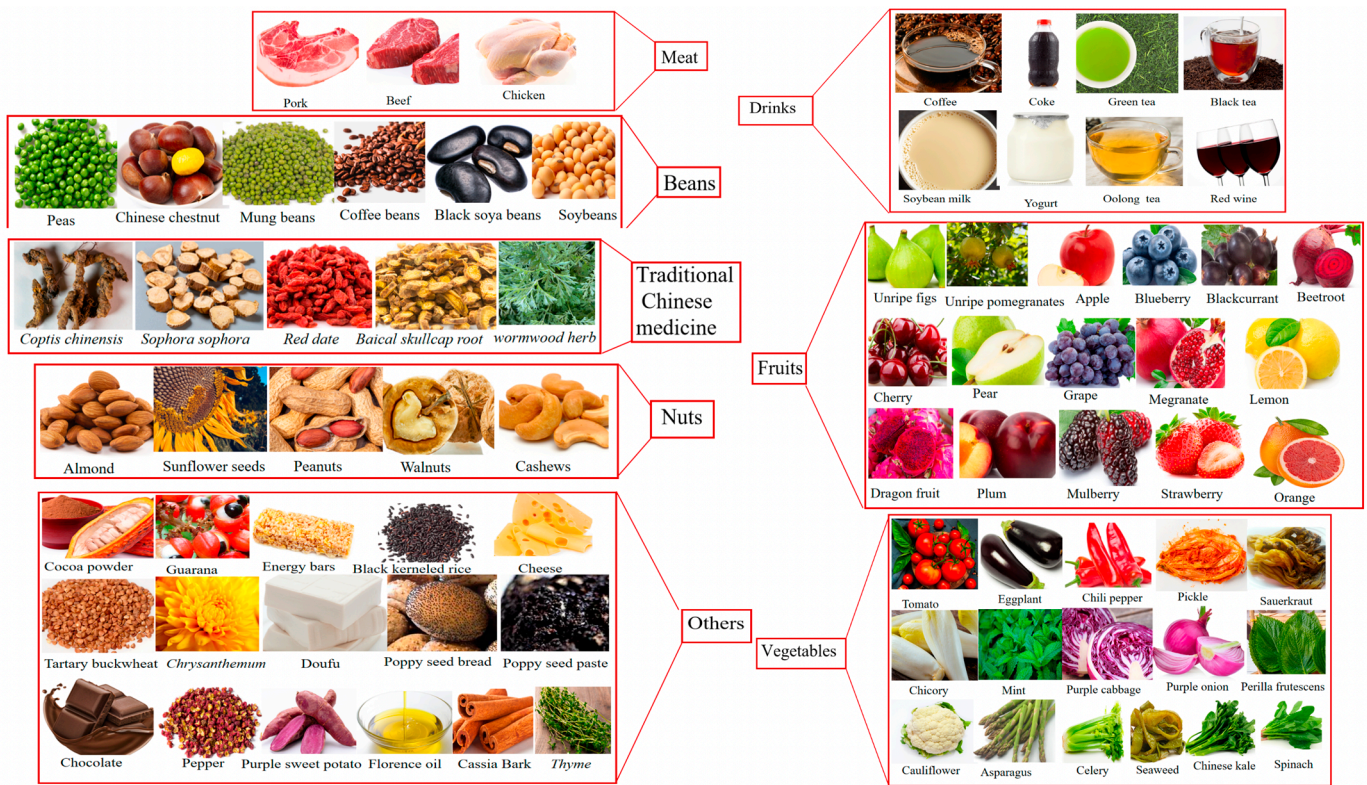 Meat
Pork
Beef
Chicken
Beans
Peas
Chinese chestnut
Mung beans
Coffee beans
Black soya beans
Soybeans
Traditional
Chinese
medicine
Coptis chinensis
Sophora sophora
Red date
Baical skullcap root
wormwood herb
Nuts
Almond
Sunflower seeds
Peanuts
Walnuts
Cashews
Others
Cocoa powder
Guarana
Energy bars
Black kerneled rice
Cheese
Tartary buckwheat
Chrysanthemum
Doufu
Poppy seed bread
Poppy seed paste
Chocolate
Pepper
Purple sweet potato
Florence oil
Cassia Bark
Thyme
Drinks
Coffee
Coke
Green tea
Black tea
Soybean milk
Yogurt
Oolong tea
Red wine
Fruits
Unripe figs
Unripe pomegranates
Apple
Blueberry
Blackcurrant
Beetroot
Cherry
Pear
Grape
Megranate
Lemon
Dragon fruit
Plum
Mulberry
Strawberry
Orange
Vegetables
Tomato
Eggplant
Chili pepper
Pickle
Sauerkraut
Chicory
Mint
Purple cabbage
Purple onion
Perilla frutescens
Cauliflower
Asparagus
Celery
Seaweed
Chinese kale
Spinach